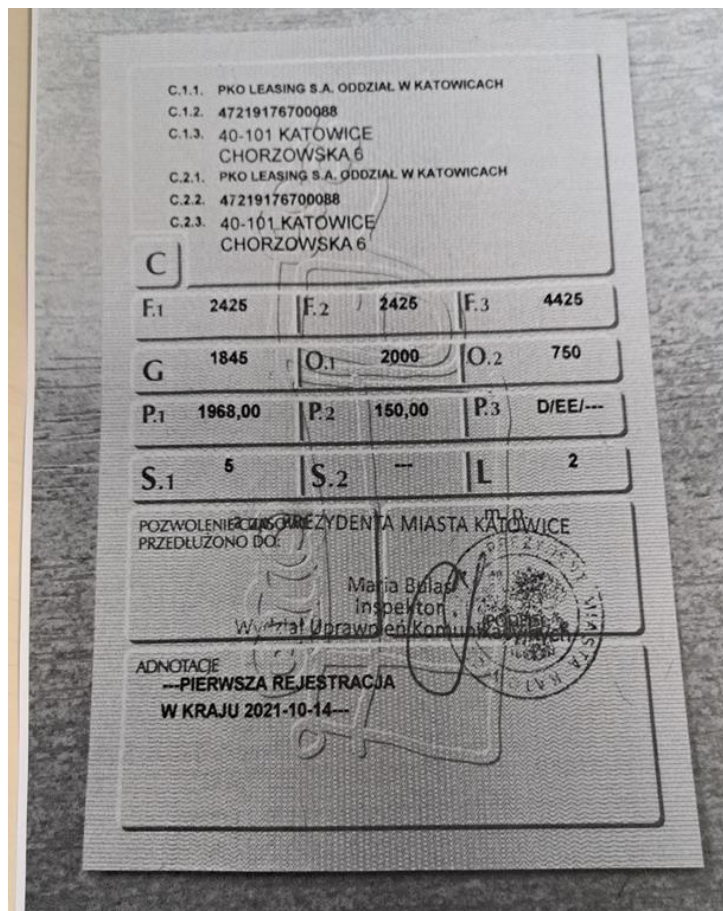 C.1.1. PKO LEASING S.A. ODDZIAŁ W KATOWICACH
C.1.2. 47219176700088
C.1.3. 40-101 KATOWICE
CHORZOWSKA 6
C.2.1. PKO LEASING S.A. ODDZIAŁ W KATOWICACH
C.2.2. 47219176700088
C.2.3. 40-101 KATOWICE
CHORZOWSKA 6
C
F.1 2425 F.2 2425 F.3 4425
G 1845 O.1 2000 O.2 750
P.1 1968,00 P.2 150,00 P.3 D/EE/---
S.1 5 S.2 --- L 2
m.p.
POZWOLENIE CZASOWE PREZYDENTA MIASTA KATOWICE
PRZEDŁUŻONO DO:
Maria Bulas
Inspektor
Wydział Uprawnień Komunikacyjnych
PREZYDENT MIASTA
ADNOTACJE
---PIERWSZA REJESTRACJA
W KRAJU 2021-10-14---